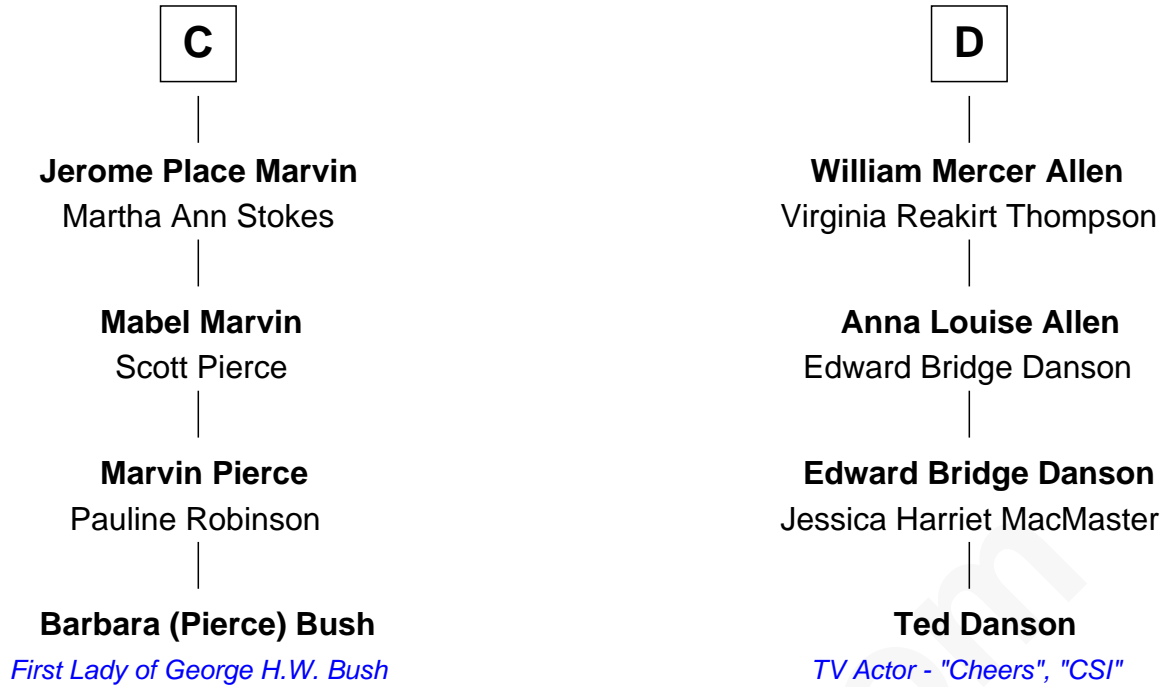 C
Jerome Place Marvin
Martha Ann Stokes
Mabel Marvin
Scott Pierce
Marvin Pierce
Pauline Robinson
Barbara (Pierce) Bush
First Lady of George H.W. Bush
D
William Mercer Allen
Virginia Reakirt Thompson
Anna Louise Allen
Edward Bridge Danson
Edward Bridge Danson
Jessica Harriet MacMaster
Ted Danson
TV Actor - "Cheers", "CSI"